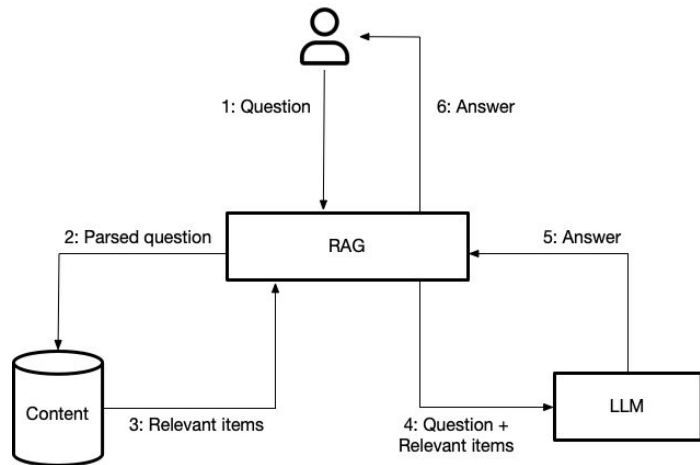 1: Question
6: Answer
2: Parsed question
RAG
5: Answer
Content
3: Relevant items
4: Question +
Relevant items
LLM